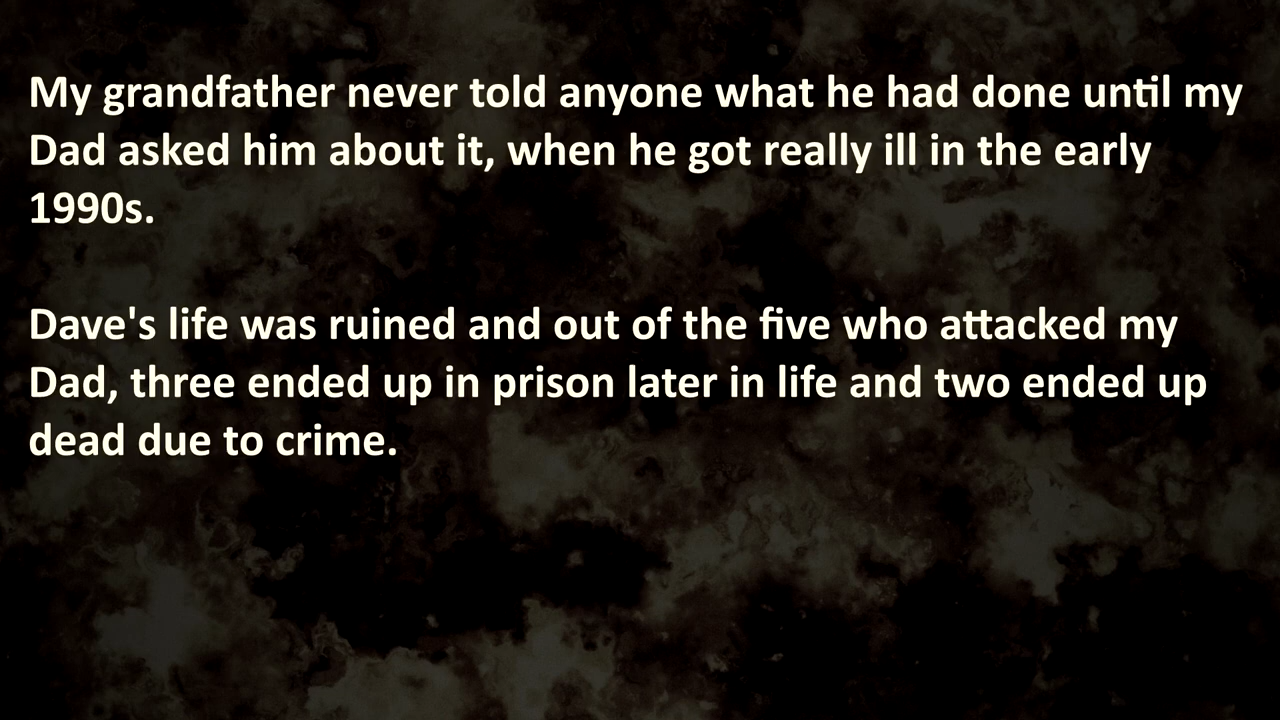 My grandfather never told anyone what he had done until my
Dad asked him about it, when he got really ill in the early
1990s.
Dave's life was ruined and out of the five who attacked my
Dad, three ended up in prison later in life and two ended up
dead due to crime.